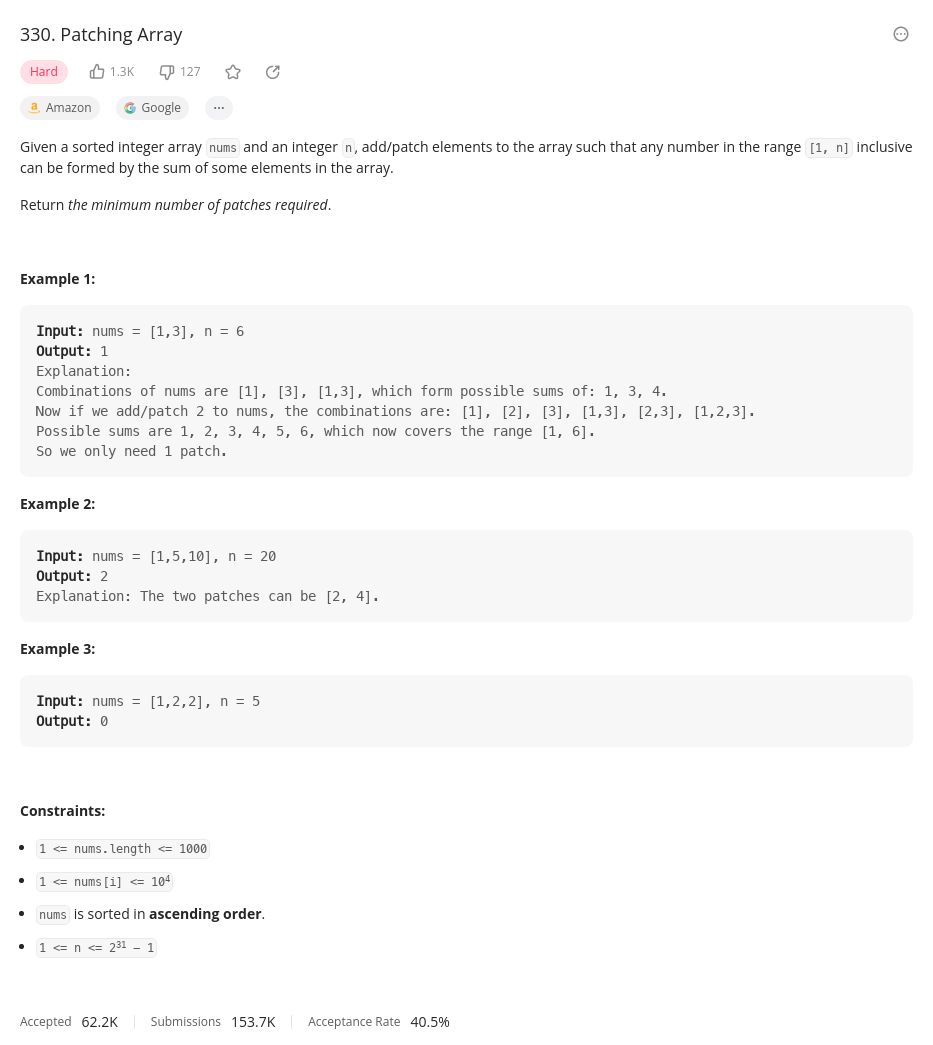 330. Patching Array
Hard 1.3K 127
Amazon Google ...
Given a sorted integer array nums and an integer n, add/patch elements to the array such that any number in the range [1, n] inclusive
can be formed by the sum of some elements in the array.
Return the minimum number of patches required.
Example 1:
Input: nums = [1,3], n = 6
Output: 1
Explanation:
Combinations of nums are [1], [3], [1,3], which form possible sums of: 1, 3, 4.
Now if we add/patch 2 to nums, the combinations are: [1], [2], [3], [1,3], [2,3], [1,2,3].
Possible sums are 1, 2, 3, 4, 5, 6, which now covers the range [1, 6].
So we only need 1 patch.
Example 2:
Input: nums = [1,5,10], n = 20
Output: 2
Explanation: The two patches can be [2, 4].
Example 3:
Input: nums = [1,2,2], n = 5
Output: 0
Constraints:
• 1 <= nums.length <= 1000
• 1 <= nums[i] <= 10⁴
• nums is sorted in ascending order.
• 1 <= n <= 2³¹ − 1
Accepted 62.2K Submissions 153.7K Acceptance Rate 40.5%